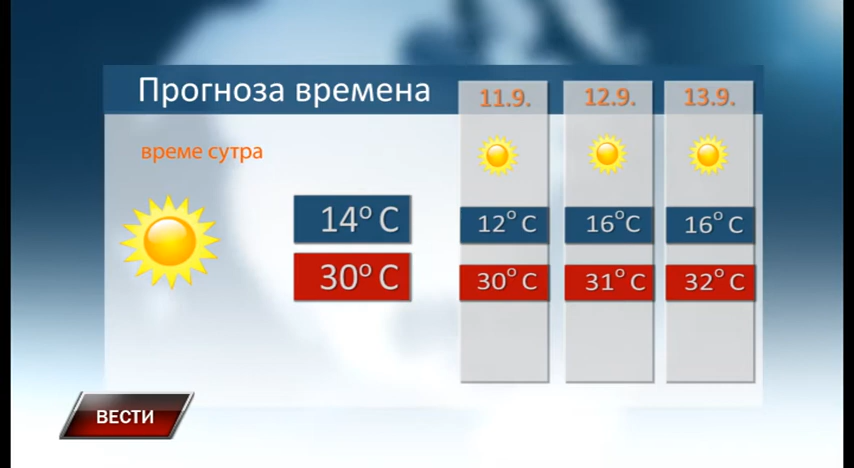 Прогноза времена
време сутра
14° C
30° C
11.9.
12° C
30° C
12.9.
16°C
31° C
13.9.
16° C
32° C
ВЕСТИ